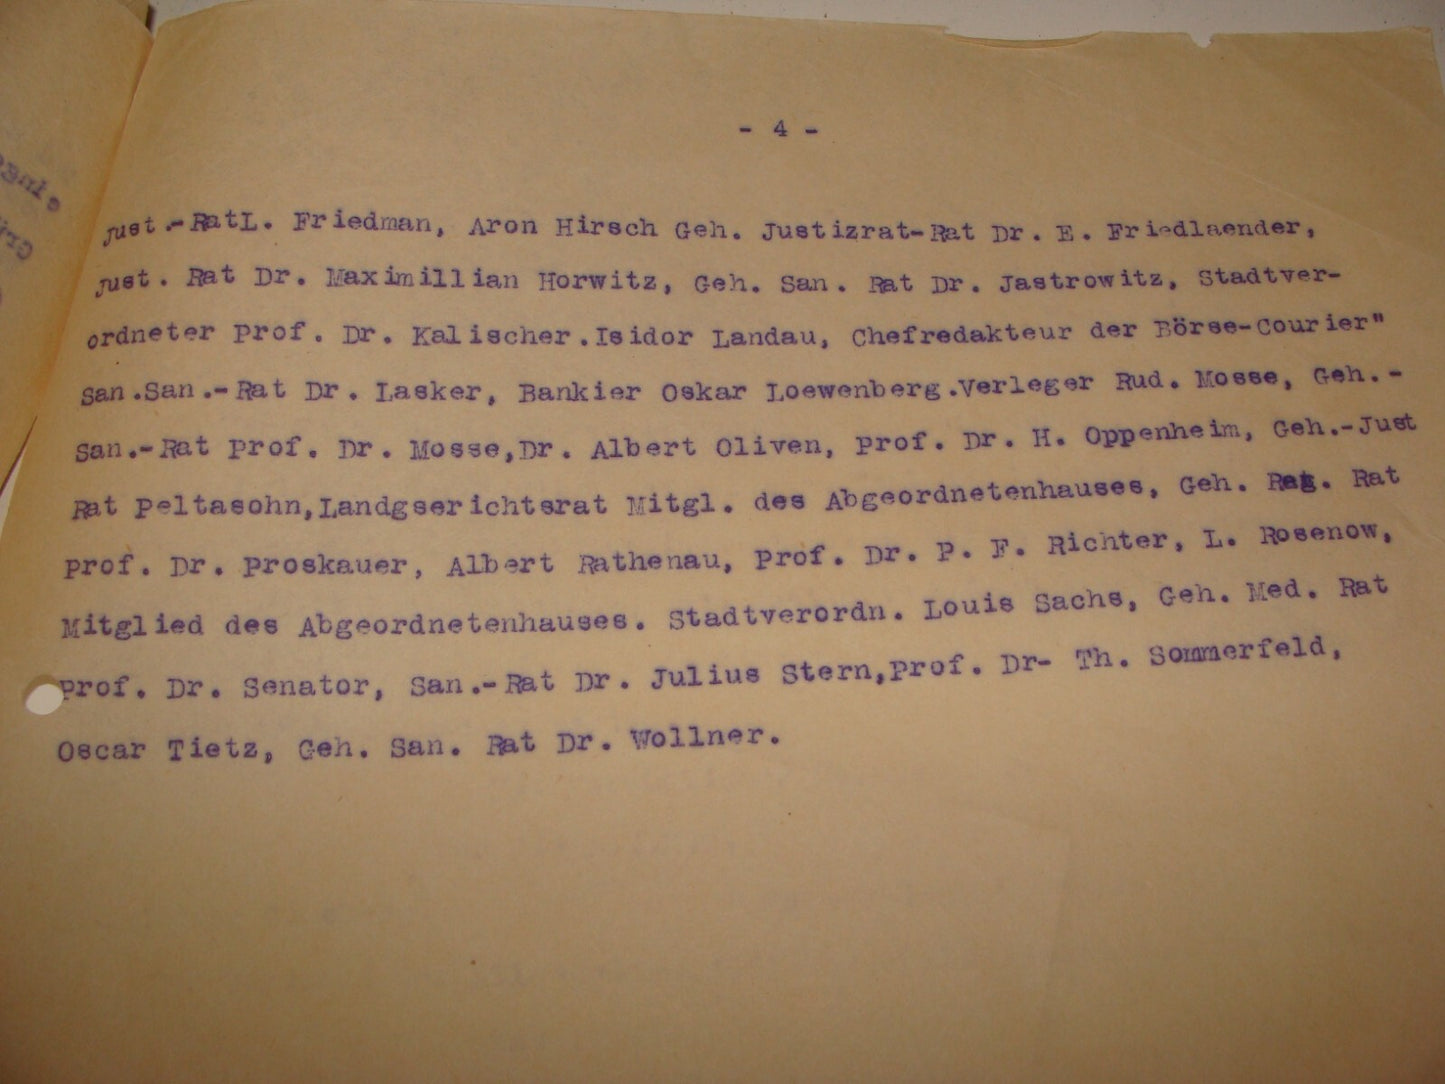 - 4 -
Just.-RatL. Friedman, Aron Hirsch Geh. Justizrat-Rat Dr. E. Friedlaender,
Just. Rat Dr. Maximillian Horwitz, Geh. San. Rat Dr. Jastrowitz, Stadtver-
ordneter Prof. Dr. Kalischer.Isidor Landau, Chefredakteur der Börse-Courier"
San.San.-Rat Dr. Lasker, Bankier Oskar Loewenberg.Verleger Rud. Mosse, Geh.-
San.-Rat Prof. Dr. Mosse,Dr. Albert Oliven, Prof. Dr. H. Oppenheim, Geh.-Just
Rat Peltasohn,Landgserichtsrat Mitgl. des Abgeordnetenhauses, Geh. Reg. Rat
Prof. Dr. Proskauer, Albert Rathenau, Prof. Dr. P. F. Richter, L. Rosenow,
Mitglied des Abgeordnetenhauses. Stadtverordn. Louis Sachs, Geh. Med. Rat
Prof. Dr. Senator, San.-Rat Dr. Julius Stern,Prof. Dr- Th. Sommerfeld,
Oscar Tietz, Geh. San. Rat Dr. Wollner.